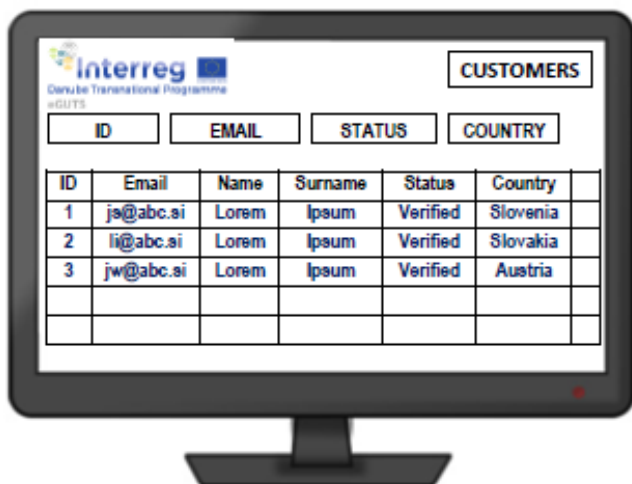 Interreg
CUSTOMERS
Danube Transnational Programme
eGUTS
ID EMAIL STATUS COUNTRY
ID Email Name Surname Status Country
1 js@abc.si Lorem Ipsum Verified Slovenia
2 li@abc.si Lorem Ipsum Verified Slovakia
3 jw@abc.si Lorem Ipsum Verified Austria